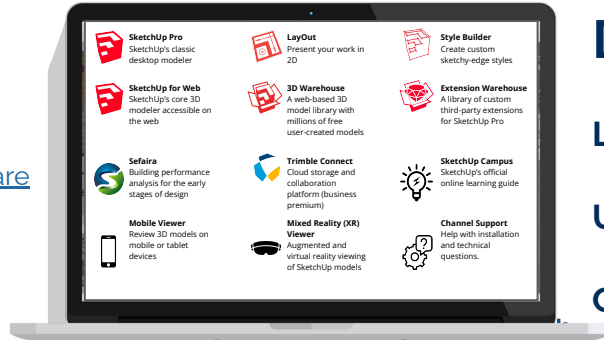 SketchUp Pro
SketchUp's classic
desktop modeler
LayOut
Present your work in
2D
Style Builder
Create custom
sketchy-edge styles
SketchUp for Web
SketchUp's core 3D
modeler accessible on
the web
3D Warehouse
A web-based 3D
model library with
millions of free
user-created models
Extension Warehouse
A library of custom
third-party extensions
for SketchUp Pro
are
Sefaira
Building performance
analysis for the early
stages of design
Trimble Connect
Cloud storage and
collaboration
platform (business
premium)
SketchUp Campus
SketchUp's official
online learning guide
Mobile Viewer
Review 3D models on
mobile or tablet
devices
Mixed Reality (XR)
Viewer
Augmented and
virtual reality viewing
of SketchUp models
Channel Support
Help with installation
and technical
questions.